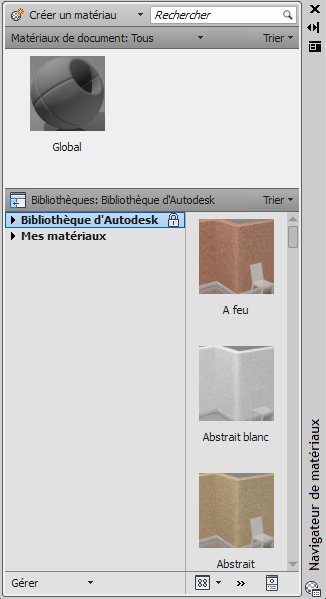 Créer un matériau
Rechercher
Matériaux de document: Tous
Trier
Global
Bibliothèques: Bibliothèque d'Autodesk
Trier
Bibliothèque d'Autodesk
Mes matériaux
A feu
Abstrait blanc
Abstrait
Gérer
Navigateur de matériaux